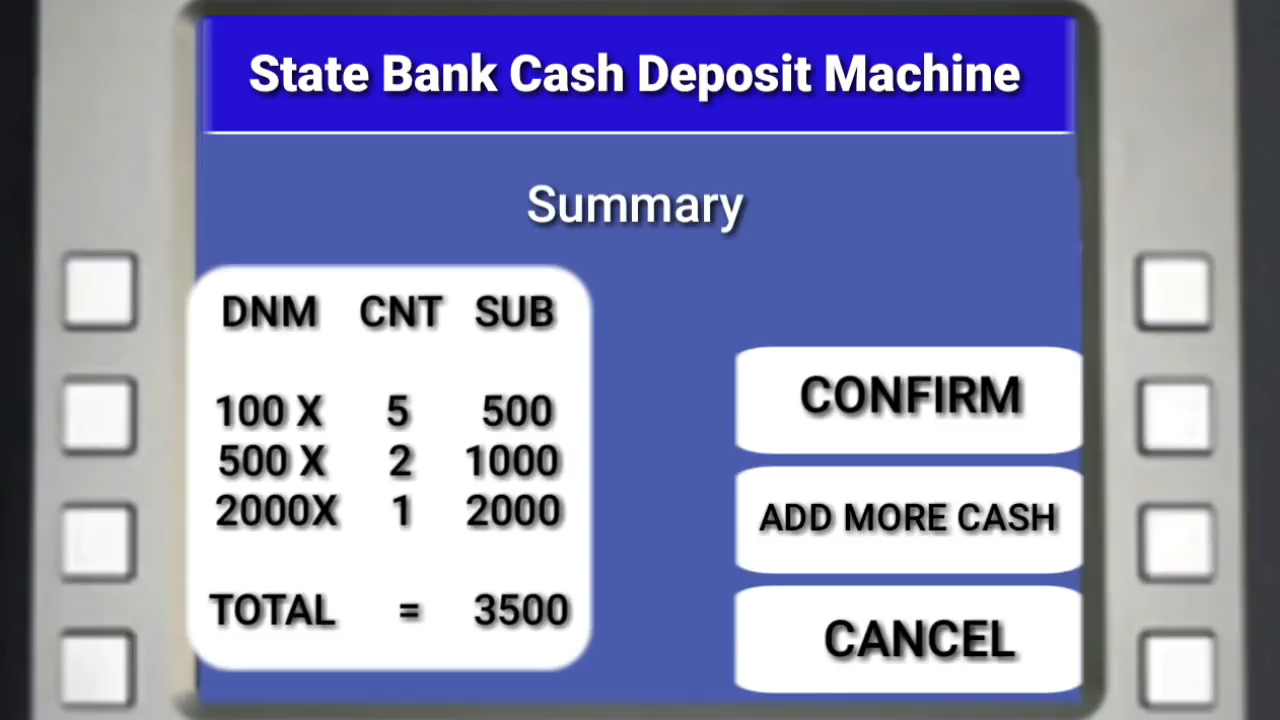 State Bank Cash Deposit Machine
Summary
DNM CNT SUB
100 X 5 500
500 X 2 1000
2000X 1 2000
TOTAL = 3500
CONFIRM
ADD MORE CASH
CANCEL